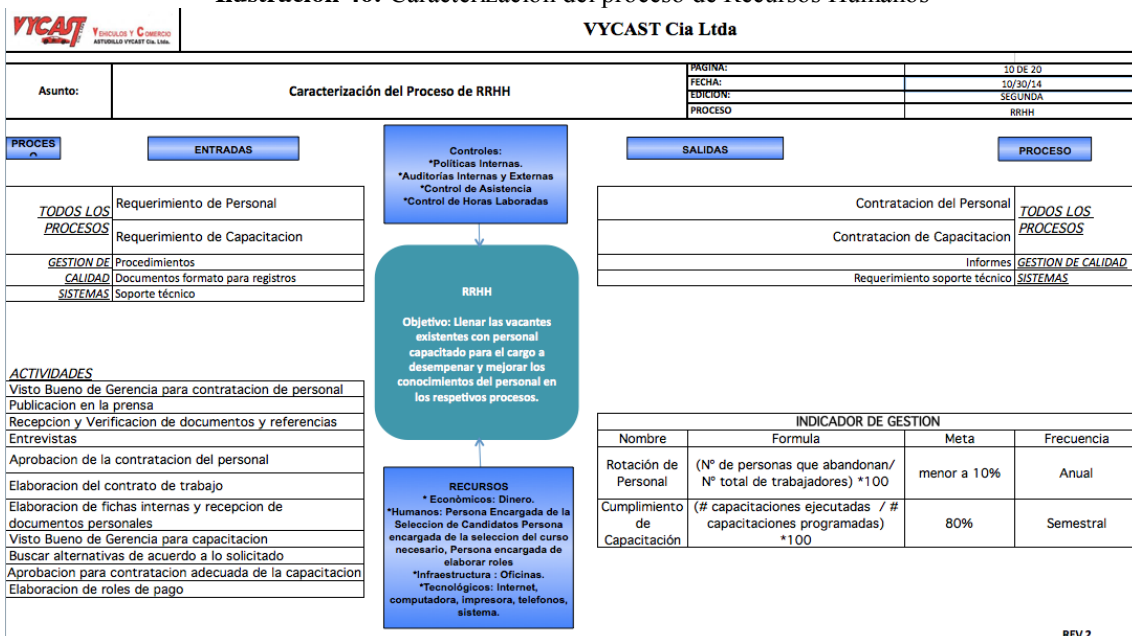 Ilustración 40: Caracterización del proceso de Recursos Humanos
VYCAST VEHICULOS Y COMERCIO
ASTUDILLO VYCAST Cia. Ltda.
VYCAST Cia Ltda
Asunto:
Caracterización del Proceso de RRHH
PAGINA: 10 DE 20
FECHA: 10/30/14
EDICION: SEGUNDA
PROCESO RRHH
PROCESO
ENTRADAS
Controles:
*Políticas Internas.
*Auditorías Internas y Externas
*Control de Asistencia
*Control de Horas Laboradas
SALIDAS
PROCESO
TODOS LOS PROCESOS
Requerimiento de Personal
Requerimiento de Capacitacion
GESTION DE CALIDAD
Procedimientos
Documentos formato para registros
SISTEMAS Soporte técnico
RRHH
Objetivo: Llenar las vacantes
existentes con personal
capacitado para el cargo a
desempenar y mejorar los
conocimientos del personal en
los respetivos procesos.
Contratacion del Personal
Contratacion de Capacitacion
TODOS LOS
PROCESOS
Informes GESTION DE CALIDAD
Requerimiento soporte técnico SISTEMAS
ACTIVIDADES
Visto Bueno de Gerencia para contratacion de personal
Publicacion en la prensa
Recepcion y Verificacion de documentos y referencias
Entrevistas
Aprobacion de la contratacion del personal
Elaboracion del contrato de trabajo
Elaboracion de fichas internas y recepcion de
documentos personales
Visto Bueno de Gerencia para capacitacion
Buscar alternativas de acuerdo a lo solicitado
Aprobacion para contratacion adecuada de la capacitacion
Elaboracion de roles de pago
RECURSOS
* Econòmicos: Dinero.
*Humanos: Persona Encargada de la
Seleccion de Candidatos Persona
encargada de la seleccion del curso
necesario, Persona encargada de
elaborar roles
*Infraestructura : Oficinas.
*Tecnológicos: Internet,
computadora, impresora, telefonos,
sistema.
INDICADOR DE GESTION
Nombre Formula Meta Frecuencia
Rotación de Personal
(Nº de personas que abandonan/
Nº total de trabajadores) *100
menor a 10%
Anual
Cumplimiento de Capacitación
(# capacitaciones ejecutadas / #
capacitaciones programadas)
*100
80%
Semestral
REV 2